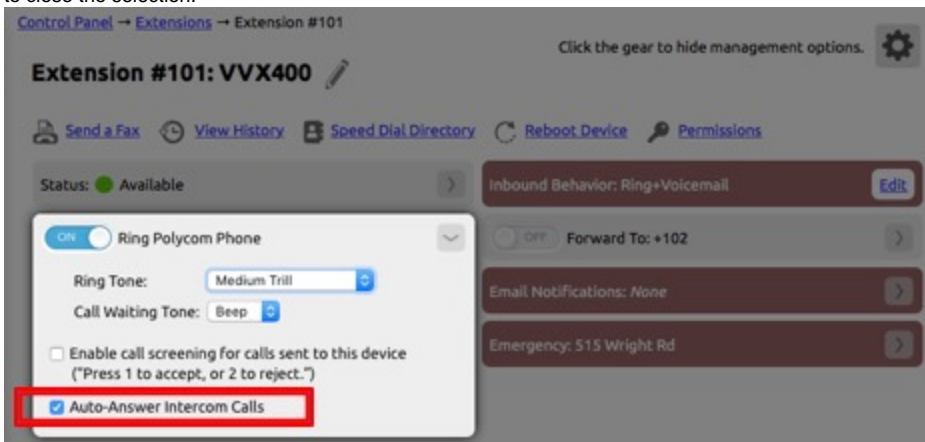 to close the selection.
Control Panel → Extensions → Extension #101
Click the gear to hide management options.
Extension #101: VVX400
Send a Fax View History Speed Dial Directory Reboot Device Permissions
Status: Available
Inbound Behavior: Ring+Voicemail Edit
ON Ring Polycom Phone
OFF Forward To: +102
Ring Tone: Medium Trill
Email Notifications: None
Call Waiting Tone: Beep
Emergency: 515 Wright Rd
Enable call screening for calls sent to this device
("Press 1 to accept, or 2 to reject.")
Auto-Answer Intercom Calls